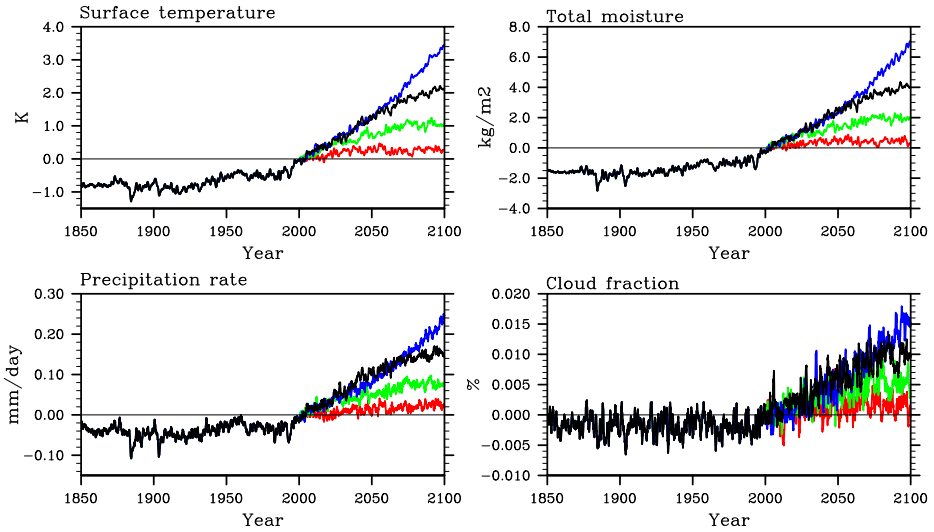 Surface temperature
4.0
3.0
2.0
1.0
0.0
−1.0
K
1850 1900 1950 2000 2050 2100
Year
Total moisture
8.0
6.0
4.0
2.0
0.0
−2.0
−4.0
kg/m2
1850 1900 1950 2000 2050 2100
Year
Precipitation rate
0.30
0.20
0.10
0.00
−0.10
mm/day
1850 1900 1950 2000 2050 2100
Year
Cloud fraction
0.020
0.015
0.010
0.005
0.000
−0.005
−0.010
%
1850 1900 1950 2000 2050 2100
Year